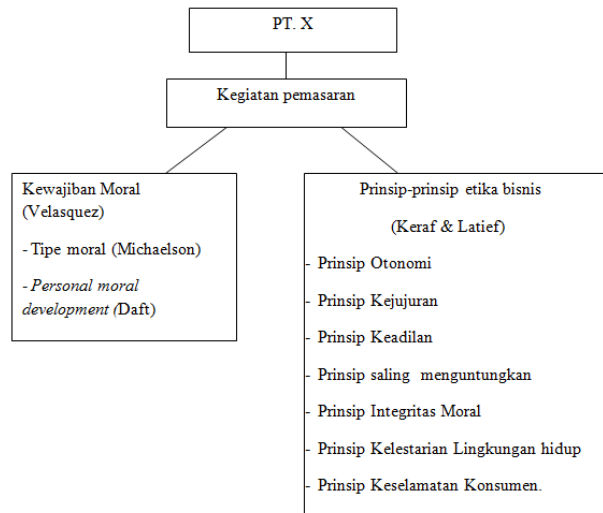 PT. X
Kegiatan pemasaran
Kewajiban Moral
(Velasquez)
- Tipe moral (Michaelson)
- Personal moral
development (Daft)
Prinsip-prinsip etika bisnis
(Keraf & Latief)
- Prinsip Otonomi
- Prinsip Kejujuran
- Prinsip Keadilan
- Prinsip saling menguntungkan
- Prinsip Integritas Moral
- Prinsip Kelestarian Lingkungan hidup
- Prinsip Keselamatan Konsumen.